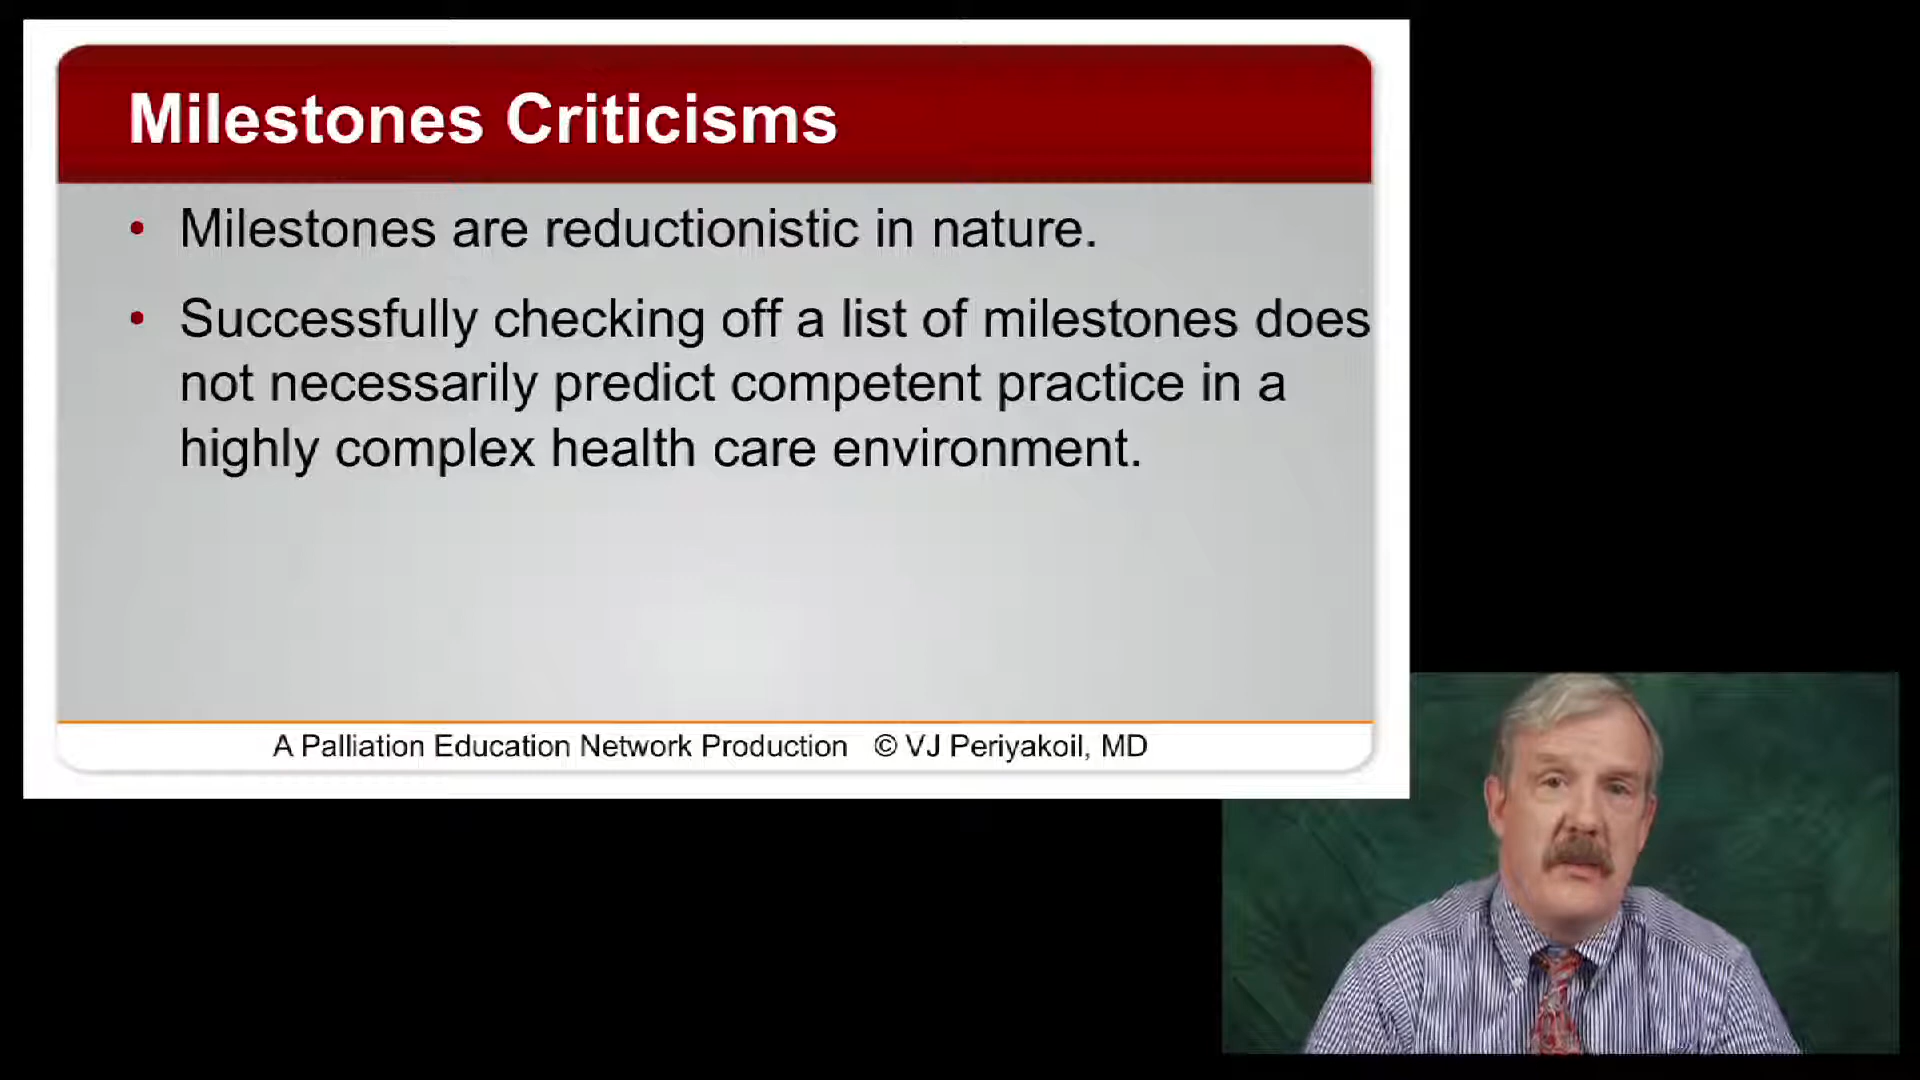 Milestones Criticisms
• Milestones are reductionistic in nature.
• Successfully checking off a list of milestones does
not necessarily predict competent practice in a
highly complex health care environment.
A Palliation Education Network Production © VJ Periyakoil, MD